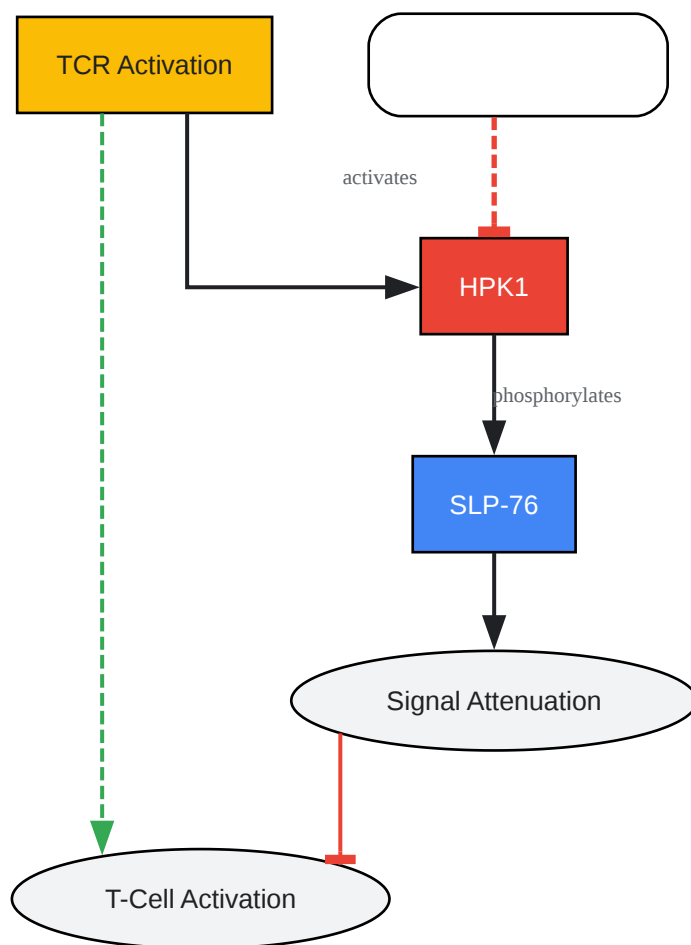 TCR Activation
activates
HPK1
phosphorylates
SLP-76
Signal Attenuation
T-Cell Activation